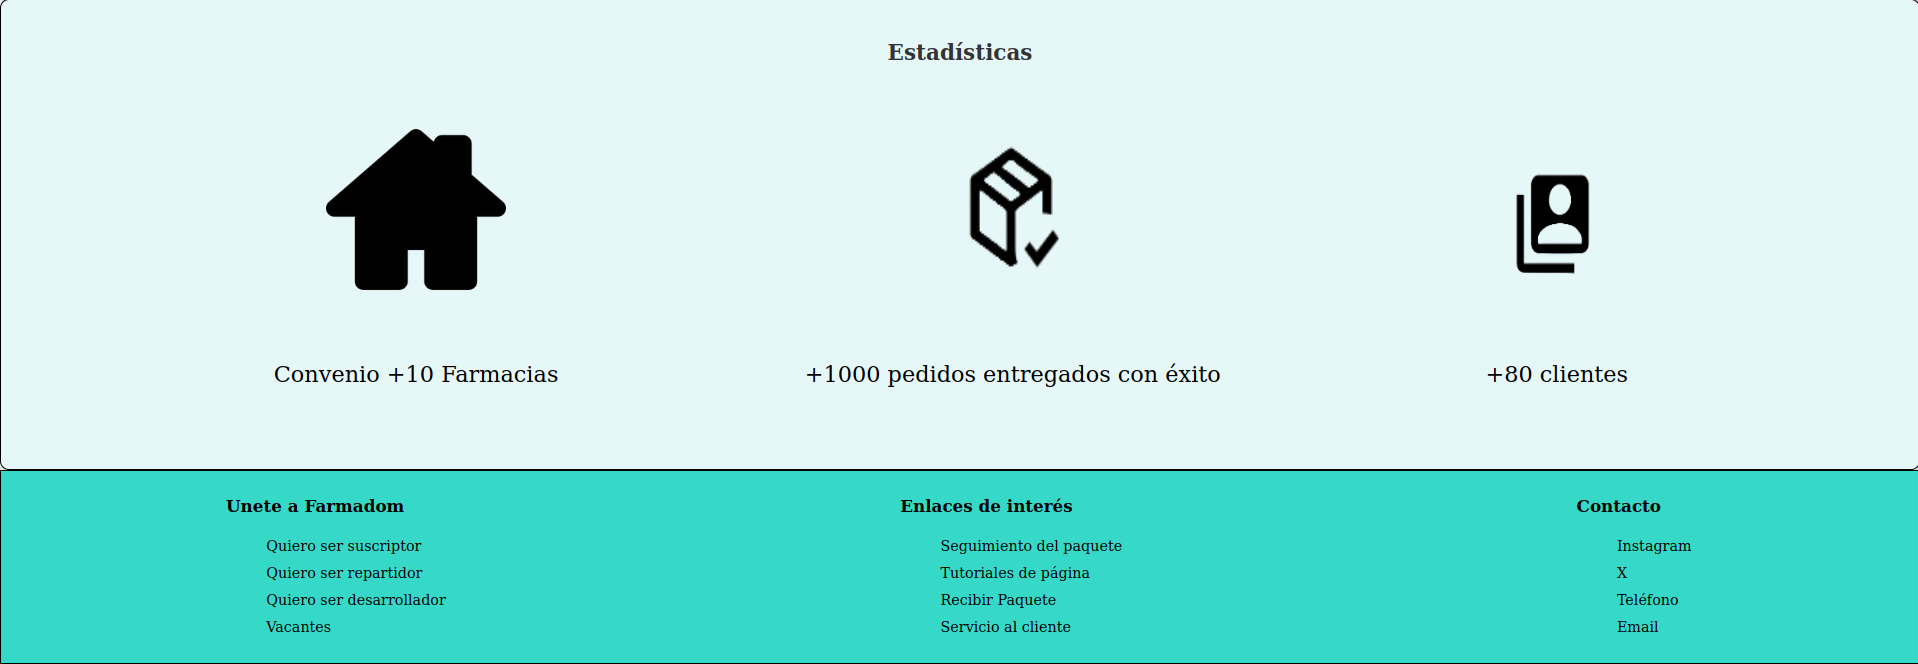 Estadísticas
Convenio +10 Farmacias
+1000 pedidos entregados con éxito
+80 clientes
Unete a Farmadom
Quiero ser suscriptor
Quiero ser repartidor
Quiero ser desarrollador
Vacantes
Enlaces de interés
Seguimiento del paquete
Tutoriales de página
Recibir Paquete
Servicio al cliente
Contacto
Instagram
X
Teléfono
Email